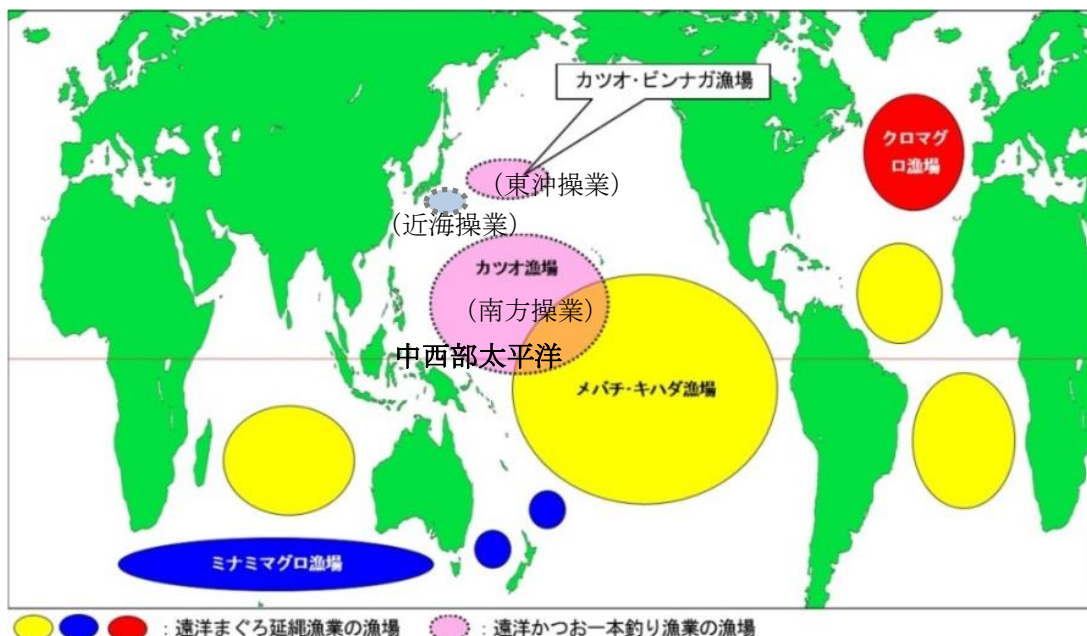 カツオ・ビンナガ漁場
クロマグ
ロ漁場
(東沖操業)
(近海操業)
カツオ漁場
(南方操業)
中西部太平洋
メバチ・キハダ漁場
ミナミマグロ漁場
：遠洋まぐろ延縄漁業の漁場
：遠洋かつお一本釣り漁業の漁場